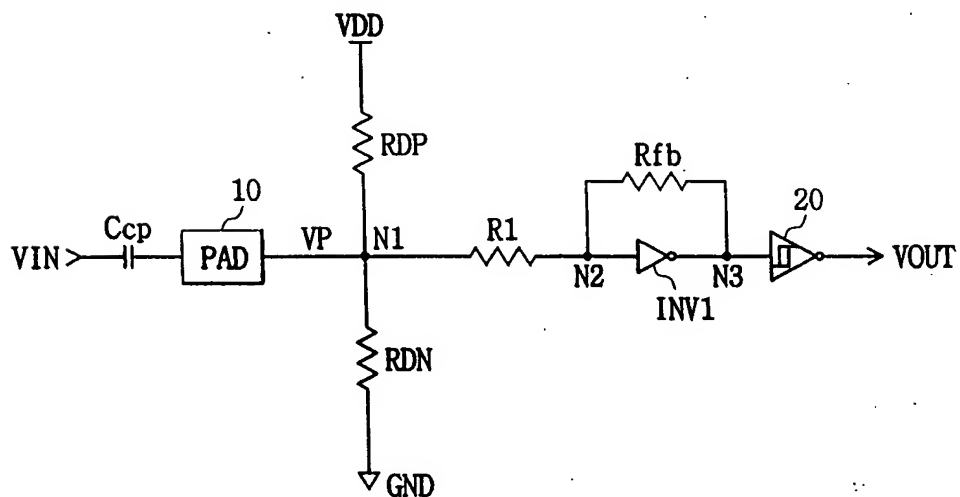 VDD
RDP
Rfb
10
20
Ccp
VP
N1
R1
VIN
PAD
N2
N3
VOUT
INV1
RDN
GND